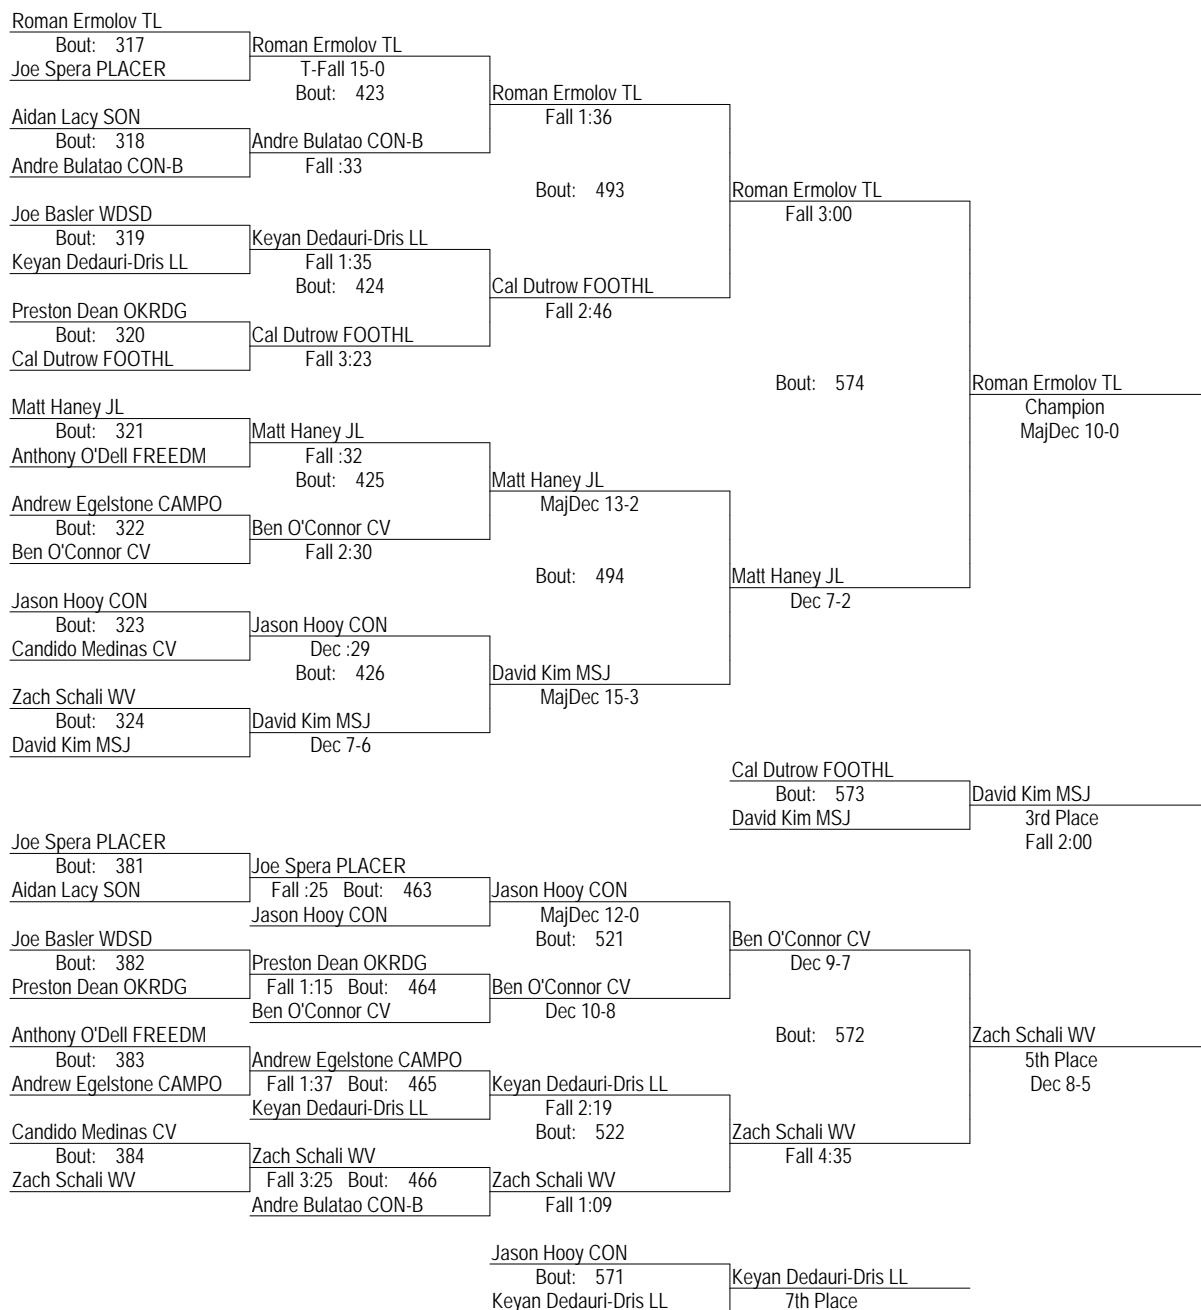 Roman Ermolov TL
Bout: 317
Roman Ermolov TL
Joe Spera PLACER
T-Fall 15-0
Bout: 423
Roman Ermolov TL
Aidan Lacy SON
Fall 1:36
Bout: 318
Andre Bulatao CON-B
Andre Bulatao CON-B
Fall :33
Bout: 493
Roman Ermolov TL
Joe Basler WDSD
Fall 3:00
Bout: 319
Keyan Dedauri-Dris LL
Keyan Dedauri-Dris LL
Fall 1:35
Bout: 424
Cal Dutrow FOOTHL
Preston Dean OKRDG
Fall 2:46
Bout: 320
Cal Dutrow FOOTHL
Cal Dutrow FOOTHL
Fall 3:23
Bout: 574
Roman Ermolov TL
Matt Haney JL
Champion
Bout: 321
Matt Haney JL
MajDec 10-0
Anthony O'Dell FREEDM
Fall :32
Bout: 425
Matt Haney JL
Andrew Egelstone CAMPO
MajDec 13-2
Bout: 322
Ben O'Connor CV
Ben O'Connor CV
Fall 2:30
Bout: 494
Matt Haney JL
Jason Hooy CON
Dec 7-2
Bout: 323
Jason Hooy CON
Candido Medinas CV
Dec :29
Bout: 426
David Kim MSJ
Zach Schali WV
MajDec 15-3
Bout: 324
David Kim MSJ
David Kim MSJ
Dec 7-6
Cal Dutrow FOOTHL
Bout: 573
David Kim MSJ
David Kim MSJ
3rd Place
Fall 2:00
Joe Spera PLACER
Bout: 381
Joe Spera PLACER
Aidan Lacy SON
Fall :25 Bout: 463
Jason Hooy CON
Jason Hooy CON
MajDec 12-0
Joe Basler WDSD
Bout: 521
Ben O'Connor CV
Bout: 382
Preston Dean OKRDG
Dec 9-7
Preston Dean OKRDG
Fall 1:15 Bout: 464
Ben O'Connor CV
Ben O'Connor CV
Dec 10-8
Anthony O'Dell FREEDM
Bout: 572
Zach Schali WV
Bout: 383
Andrew Egelstone CAMPO
5th Place
Andrew Egelstone CAMPO
Fall 1:37 Bout: 465
Keyan Dedauri-Dris LL
Dec 8-5
Keyan Dedauri-Dris LL
Fall 2:19
Candido Medinas CV
Bout: 522
Zach Schali WV
Bout: 384
Zach Schali WV
Fall 4:35
Zach Schali WV
Fall 3:25 Bout: 466
Zach Schali WV
Andre Bulatao CON-B
Fall 1:09
Jason Hooy CON
Bout: 571
Keyan Dedauri-Dris LL
Keyan Dedauri-Dris LL
7th Place